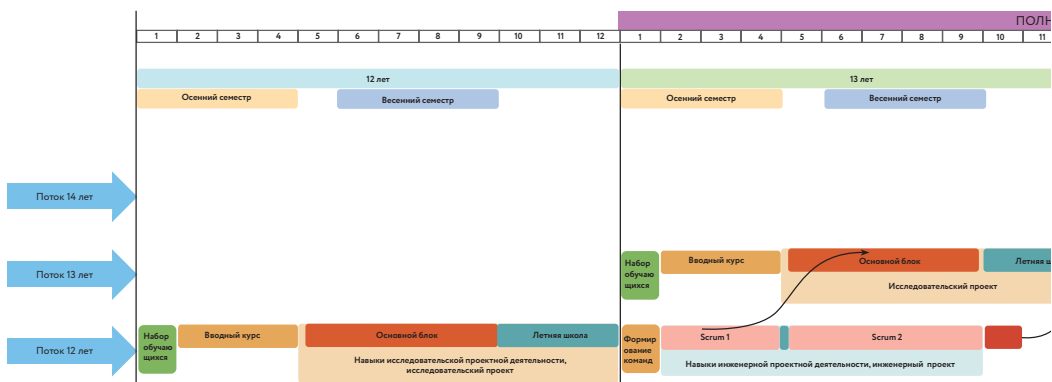 ПОЛН
1 2 3 4 5 6 7 8 9 10 11 12 1 2 3 4 5 6 7 8 9 10 11
12 лет 13 лет
Осенний семестр Весенний семестр Осенний семестр Весенний семестр
Поток 14 лет
Поток 13 лет
Набор
обучаю
щихся
Вводный курс
Основной блок
Летняя ш
Исследовательский проект
Поток 12 лет
Набор
обучаю
щихся
Вводный курс
Основной блок
Летняя школа
Навыки исследовательской проектной деятельности,
исследовательский проект
Формир
ование
команд
Scrum 1
Scrum 2
Навыки инженерной проектной деятельности, инженерный проект